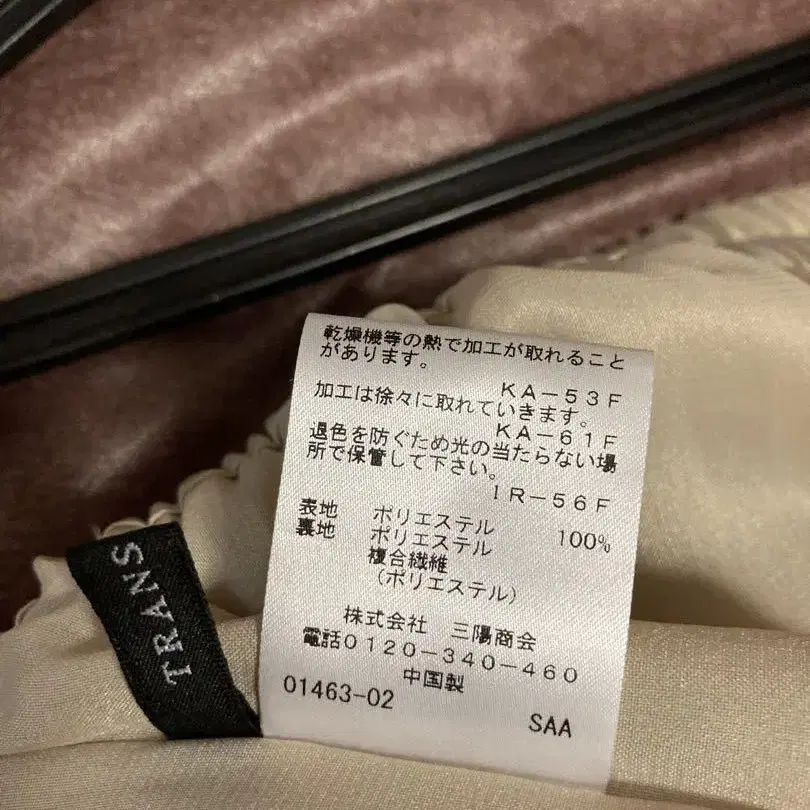 乾燥機等の熱で加工が取れること
があります。
KA-53F
加工は徐々に取れていきます。
KA-61F
退色を防ぐため光の当たらない場
所で保管して下さい。
IR-56F
表地 ポリエステル 100%
裏地 ポリエステル
複合繊維
(ポリエステル)
株式会社 三陽商会
電話0120-340-460
中国製
01463-02
SAA
TRANS